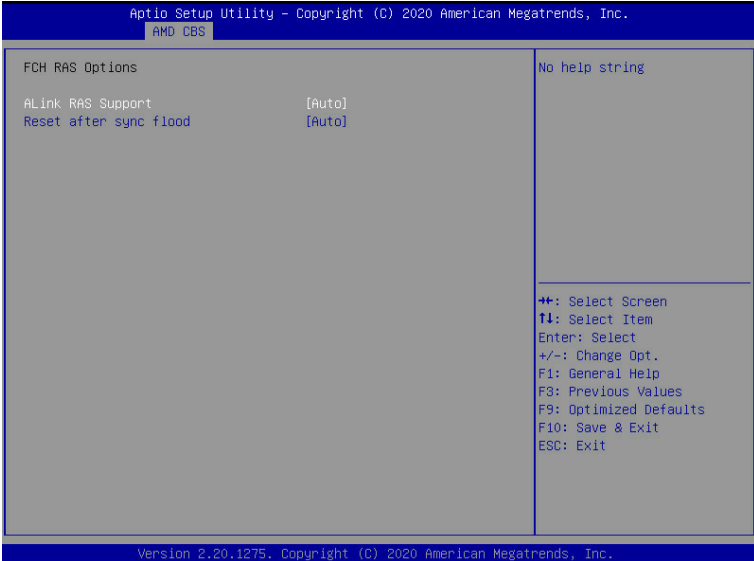 Aptio Setup Utility – Copyright (C) 2020 American Megatrends, Inc.
AMD CBS
FCH RAS Options
ALink RAS Support [Auto]
Reset after sync flood [Auto]
No help string
→←: Select Screen
↑↓: Select Item
Enter: Select
+/-: Change Opt.
F1: General Help
F3: Previous Values
F9: Optimized Defaults
F10: Save & Exit
ESC: Exit
Version 2.20.1275. Copyright (C) 2020 American Megatrends, Inc.